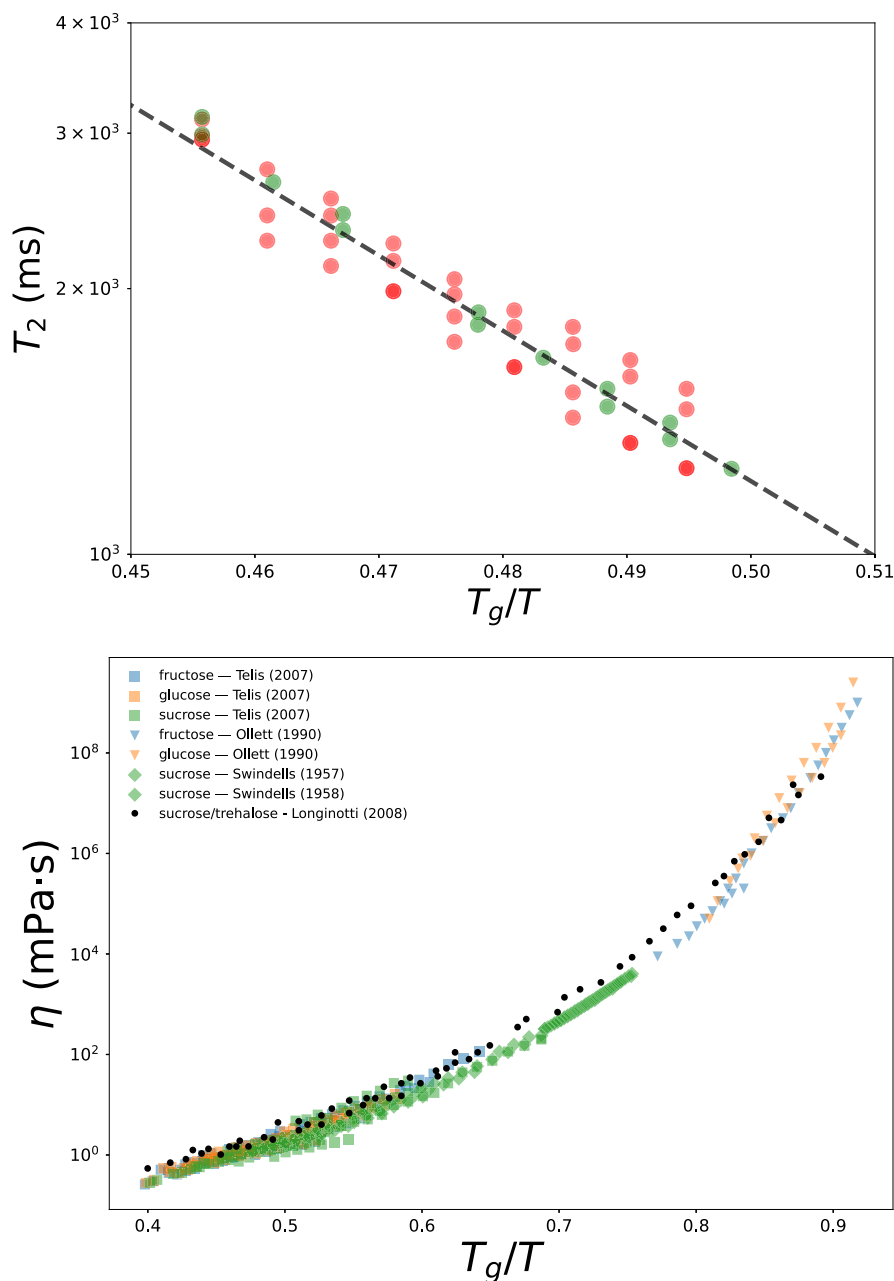 4 × 10³
3 × 10³
2 × 10³
10³
T₂ (ms)
0.45 0.46 0.47 0.48 0.49 0.50 0.51
T_g/T
fructose — Telis (2007)
glucose — Telis (2007)
sucrose — Telis (2007)
fructose — Ollett (1990)
glucose — Ollett (1990)
sucrose — Swindells (1957)
sucrose — Swindells (1958)
sucrose/trehalose - Longinotti (2008)
10⁸
10⁶
10⁴
10²
10⁰
η (mPa·s)
0.4 0.5 0.6 0.7 0.8 0.9
T_g/T